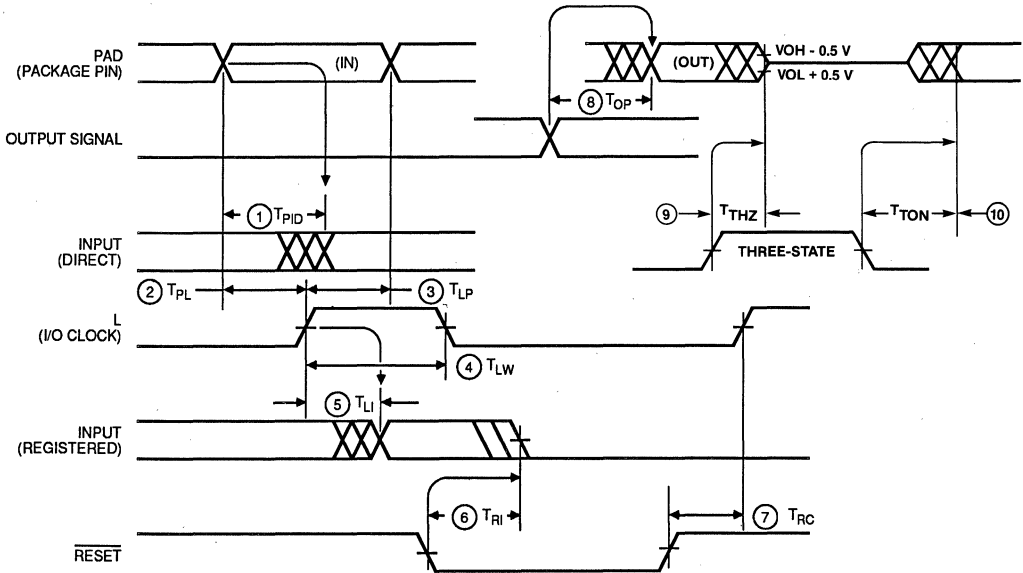 PAD
(PACKAGE PIN)
(IN)
(OUT)
VOH - 0.5 V
VOL + 0.5 V
8 TOP
OUTPUT SIGNAL
1 TPID
9
TTHZ
TTON
10
INPUT
(DIRECT)
THREE-STATE
2 TPL
3 TLP
L
(I/O CLOCK)
4 TLW
5 TLI
INPUT
(REGISTERED)
6 TRI
7 TRC
RESET